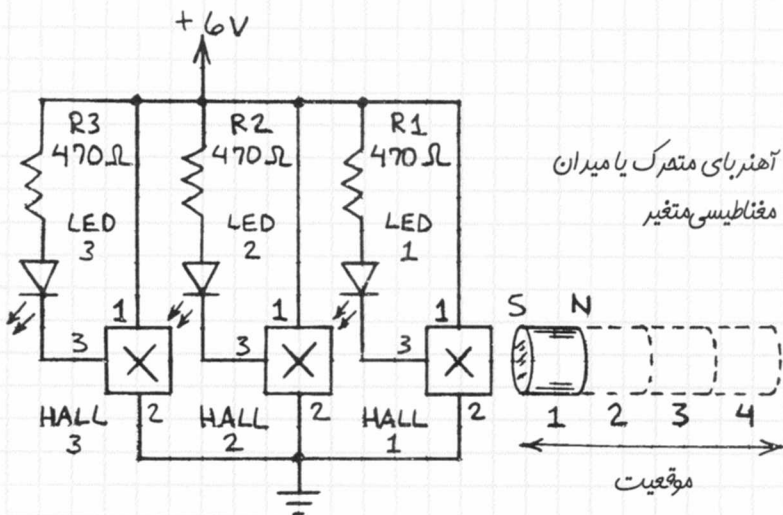 + 6V
R3
470Ω
R2
470Ω
R1
470Ω
LED
3
LED
2
LED
1
آهنربای متحرک یا میدان
مغناطیسی متغیر
1
1
1
3
3
3
2
2
2
HALL
3
HALL
2
HALL
1
S N
1 2 3 4
موقعیت